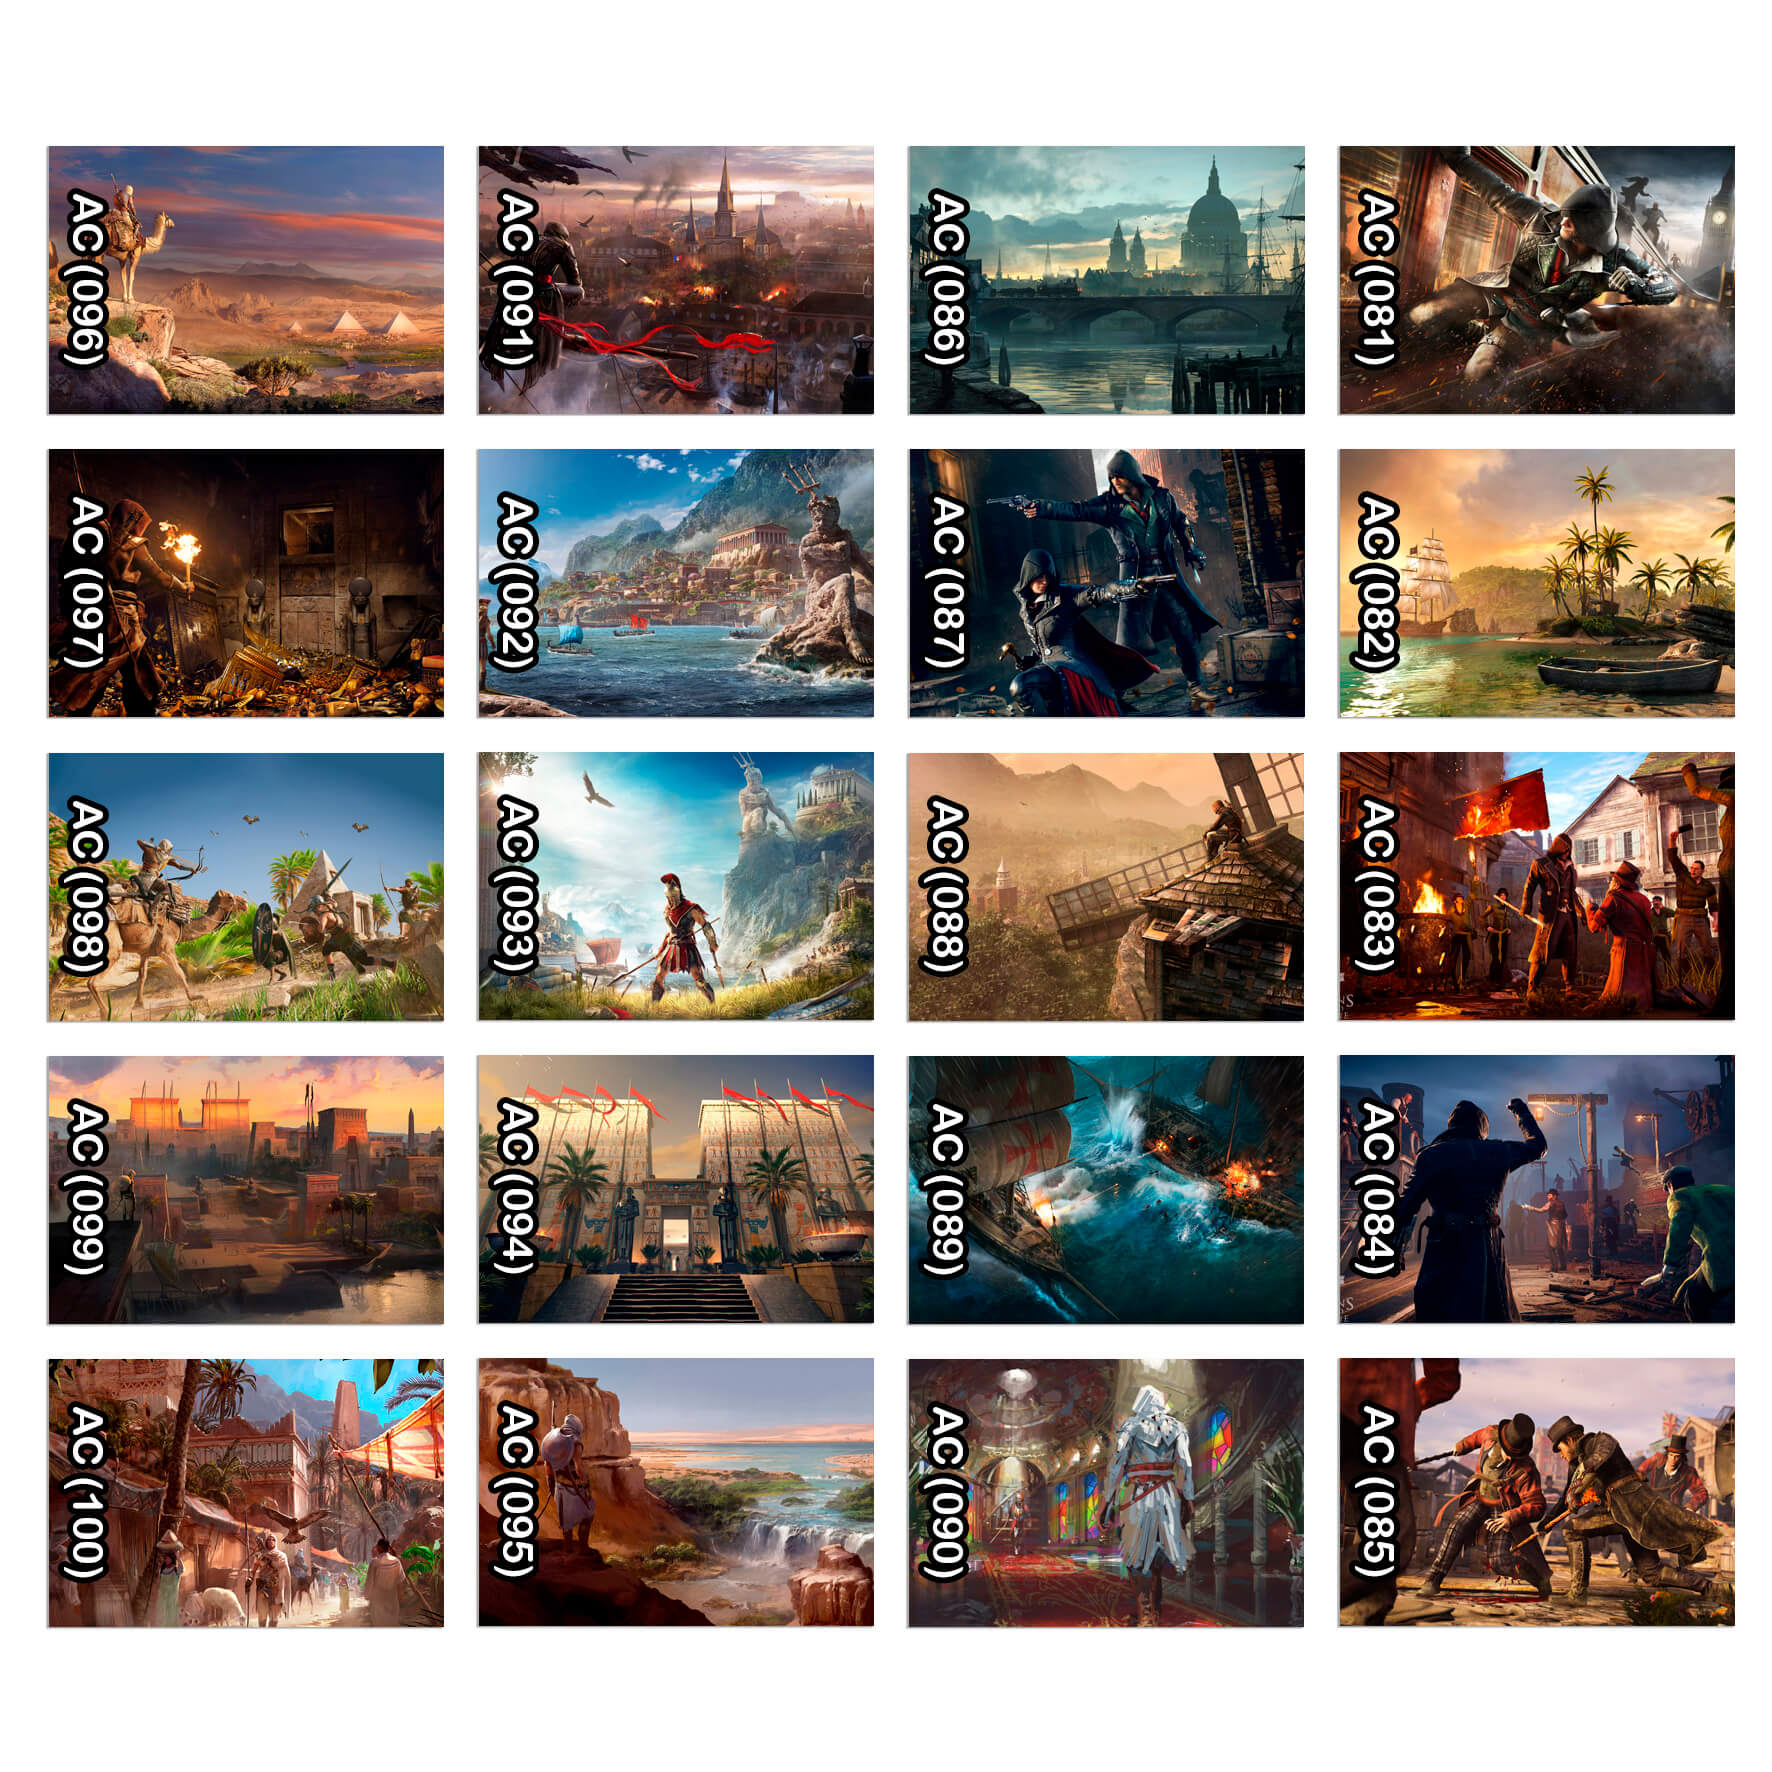 AC (096)
AC (091)
AC (086)
AC (081)
AC (097)
AC (092)
AC (087)
AC (082)
AC (098)
AC (093)
AC (088)
AC (083)
AC (099)
AC (094)
AC (089)
AC (084)
AC (100)
AC (095)
AC (090)
AC (085)